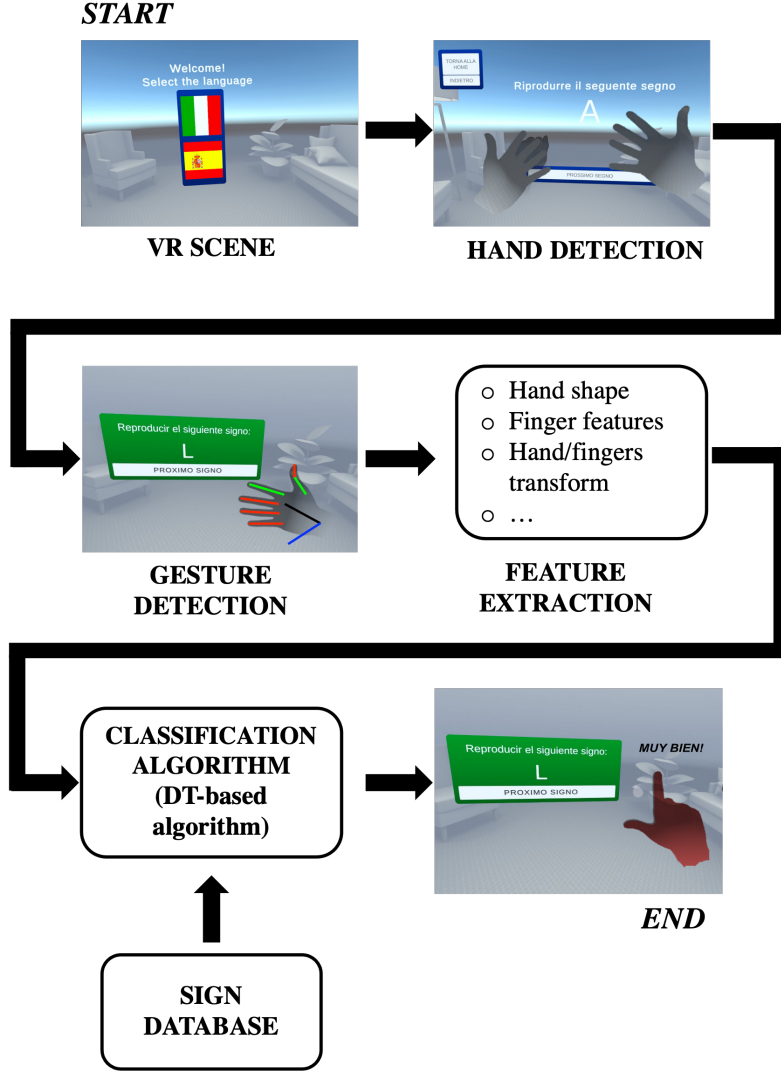 START
Welcome!
Select the language
TORNA ALLA
HOME
INDIETRO
Riprodurre il seguente segno
A
PROSSIMO SEGNO
VR SCENE
HAND DETECTION
Reproducir el siguiente signo:
L
PROXIMO SIGNO
GESTURE
DETECTION
○ Hand shape
○ Finger features
○ Hand/fingers
transform
○ …
FEATURE
EXTRACTION
CLASSIFICATION
ALGORITHM
(DT-based
algorithm)
Reproducir el siguiente signo:
L
PROXIMO SIGNO
MUY BIEN!
END
SIGN
DATABASE